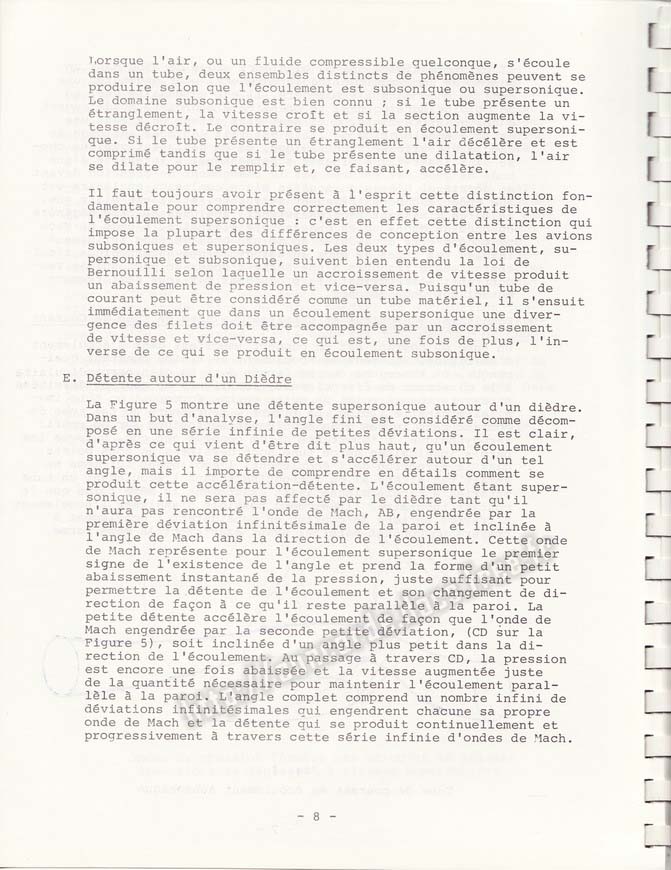 Lorsque l'air, ou un fluide compressible quelconque, s'écoule
dans un tube, deux ensembles distincts de phénomènes peuvent se
produire selon que l'écoulement est subsonique ou supersonique.
Le domaine subsonique est bien connu ; si le tube présente un
étranglement, la vitesse croît et si la section augmente la vi-
tesse décroît. Le contraire se produit en écoulement supersoni-
que. Si le tube présente un étranglement l'air décélère et est
comprimé tandis que si le tube présente une dilatation, l'air
se dilate pour le remplir et, ce faisant, accélère.
Il faut toujours avoir présent à l'esprit cette distinction fon-
damentale pour comprendre correctement les caractéristiques de
l'écoulement supersonique : c'est en effet cette distinction qui
impose la plupart des différences de conception entre les avions
subsoniques et supersoniques. Les deux types d'écoulement, su-
personique et subsonique, suivent bien entendu la loi de
Bernouilli selon laquelle un accroissement de vitesse produit
un abaissement de pression et vice-versa. Puisqu'un tube de
courant peut être considéré comme un tube matériel, il s'ensuit
immédiatement que dans un écoulement supersonique une diver-
gence des filets doit être accompagnée par un accroissement
de vitesse et vice-versa, ce qui est, une fois de plus, l'in-
verse de ce qui se produit en écoulement subsonique.
E. Détente autour d'un Dièdre
La Figure 5 montre une détente supersonique autour d'un dièdre.
Dans un but d'analyse, l'angle fini est considéré comme décom-
posé en une série infinie de petites déviations. Il est clair,
d'après ce qui vient d'être dit plus haut, qu'un écoulement
supersonique va se détendre et s'accélérer autour d'un tel
angle, mais il importe de comprendre en détails comment se
produit cette accélération-détente. L'écoulement étant super-
sonique, il ne sera pas affecté par le dièdre tant qu'il
n'aura pas rencontré l'onde de Mach, AB, engendrée par la
première déviation infinitésimale de la paroi et inclinée à
l'angle de Mach dans la direction de l'écoulement. Cette onde
de Mach représente pour l'écoulement supersonique le premier
signe de l'existence de l'angle et prend la forme d'un petit
abaissement instantané de la pression, juste suffisant pour
permettre la détente de l'écoulement et son changement de di-
rection de façon à ce qu'il reste parallèle à la paroi. La
petite détente accélère l'écoulement de façon que l'onde de
Mach engendrée par la seconde petite déviation, (CD sur la
Figure 5), soit inclinée d'un angle plus petit dans la di-
rection de l'écoulement. Au passage à travers CD, la pression
est encore une fois abaissée et la vitesse augmentée juste
de la quantité nécessaire pour maintenir l'écoulement paral-
lèle à la paroi. L'angle complet comprend un nombre infini de
déviations infinitésimales qui engendrent chacune sa propre
onde de Mach et la détente qui se produit continuellement et
progressivement à travers cette série infinie d'ondes de Mach.
- 8 -